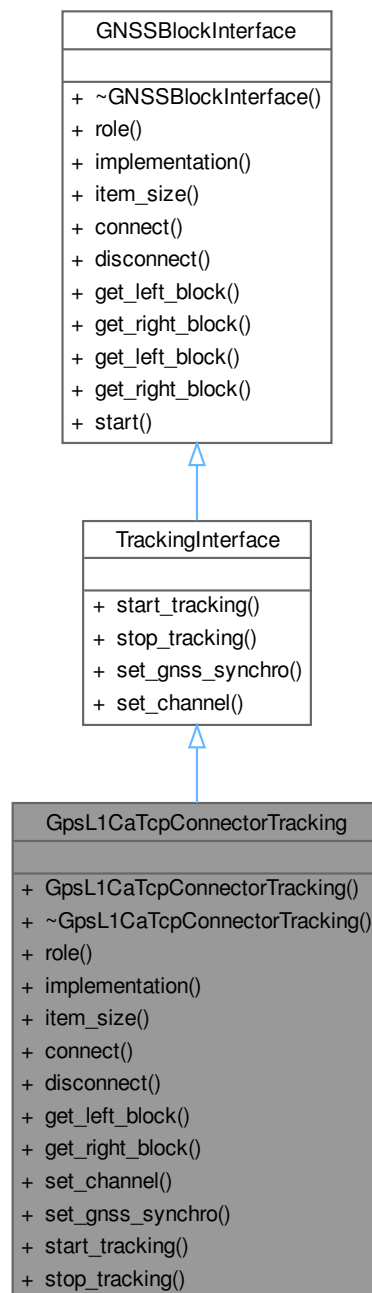 GNSSBlockInterface
+ ~GNSSBlockInterface()
+ role()
+ implementation()
+ item_size()
+ connect()
+ disconnect()
+ get_left_block()
+ get_right_block()
+ get_left_block()
+ get_right_block()
+ start()
TrackingInterface
+ start_tracking()
+ stop_tracking()
+ set_gnss_synchro()
+ set_channel()
GpsL1CaTcpConnectorTracking
+ GpsL1CaTcpConnectorTracking()
+ ~GpsL1CaTcpConnectorTracking()
+ role()
+ implementation()
+ item_size()
+ connect()
+ disconnect()
+ get_left_block()
+ get_right_block()
+ set_channel()
+ set_gnss_synchro()
+ start_tracking()
+ stop_tracking()